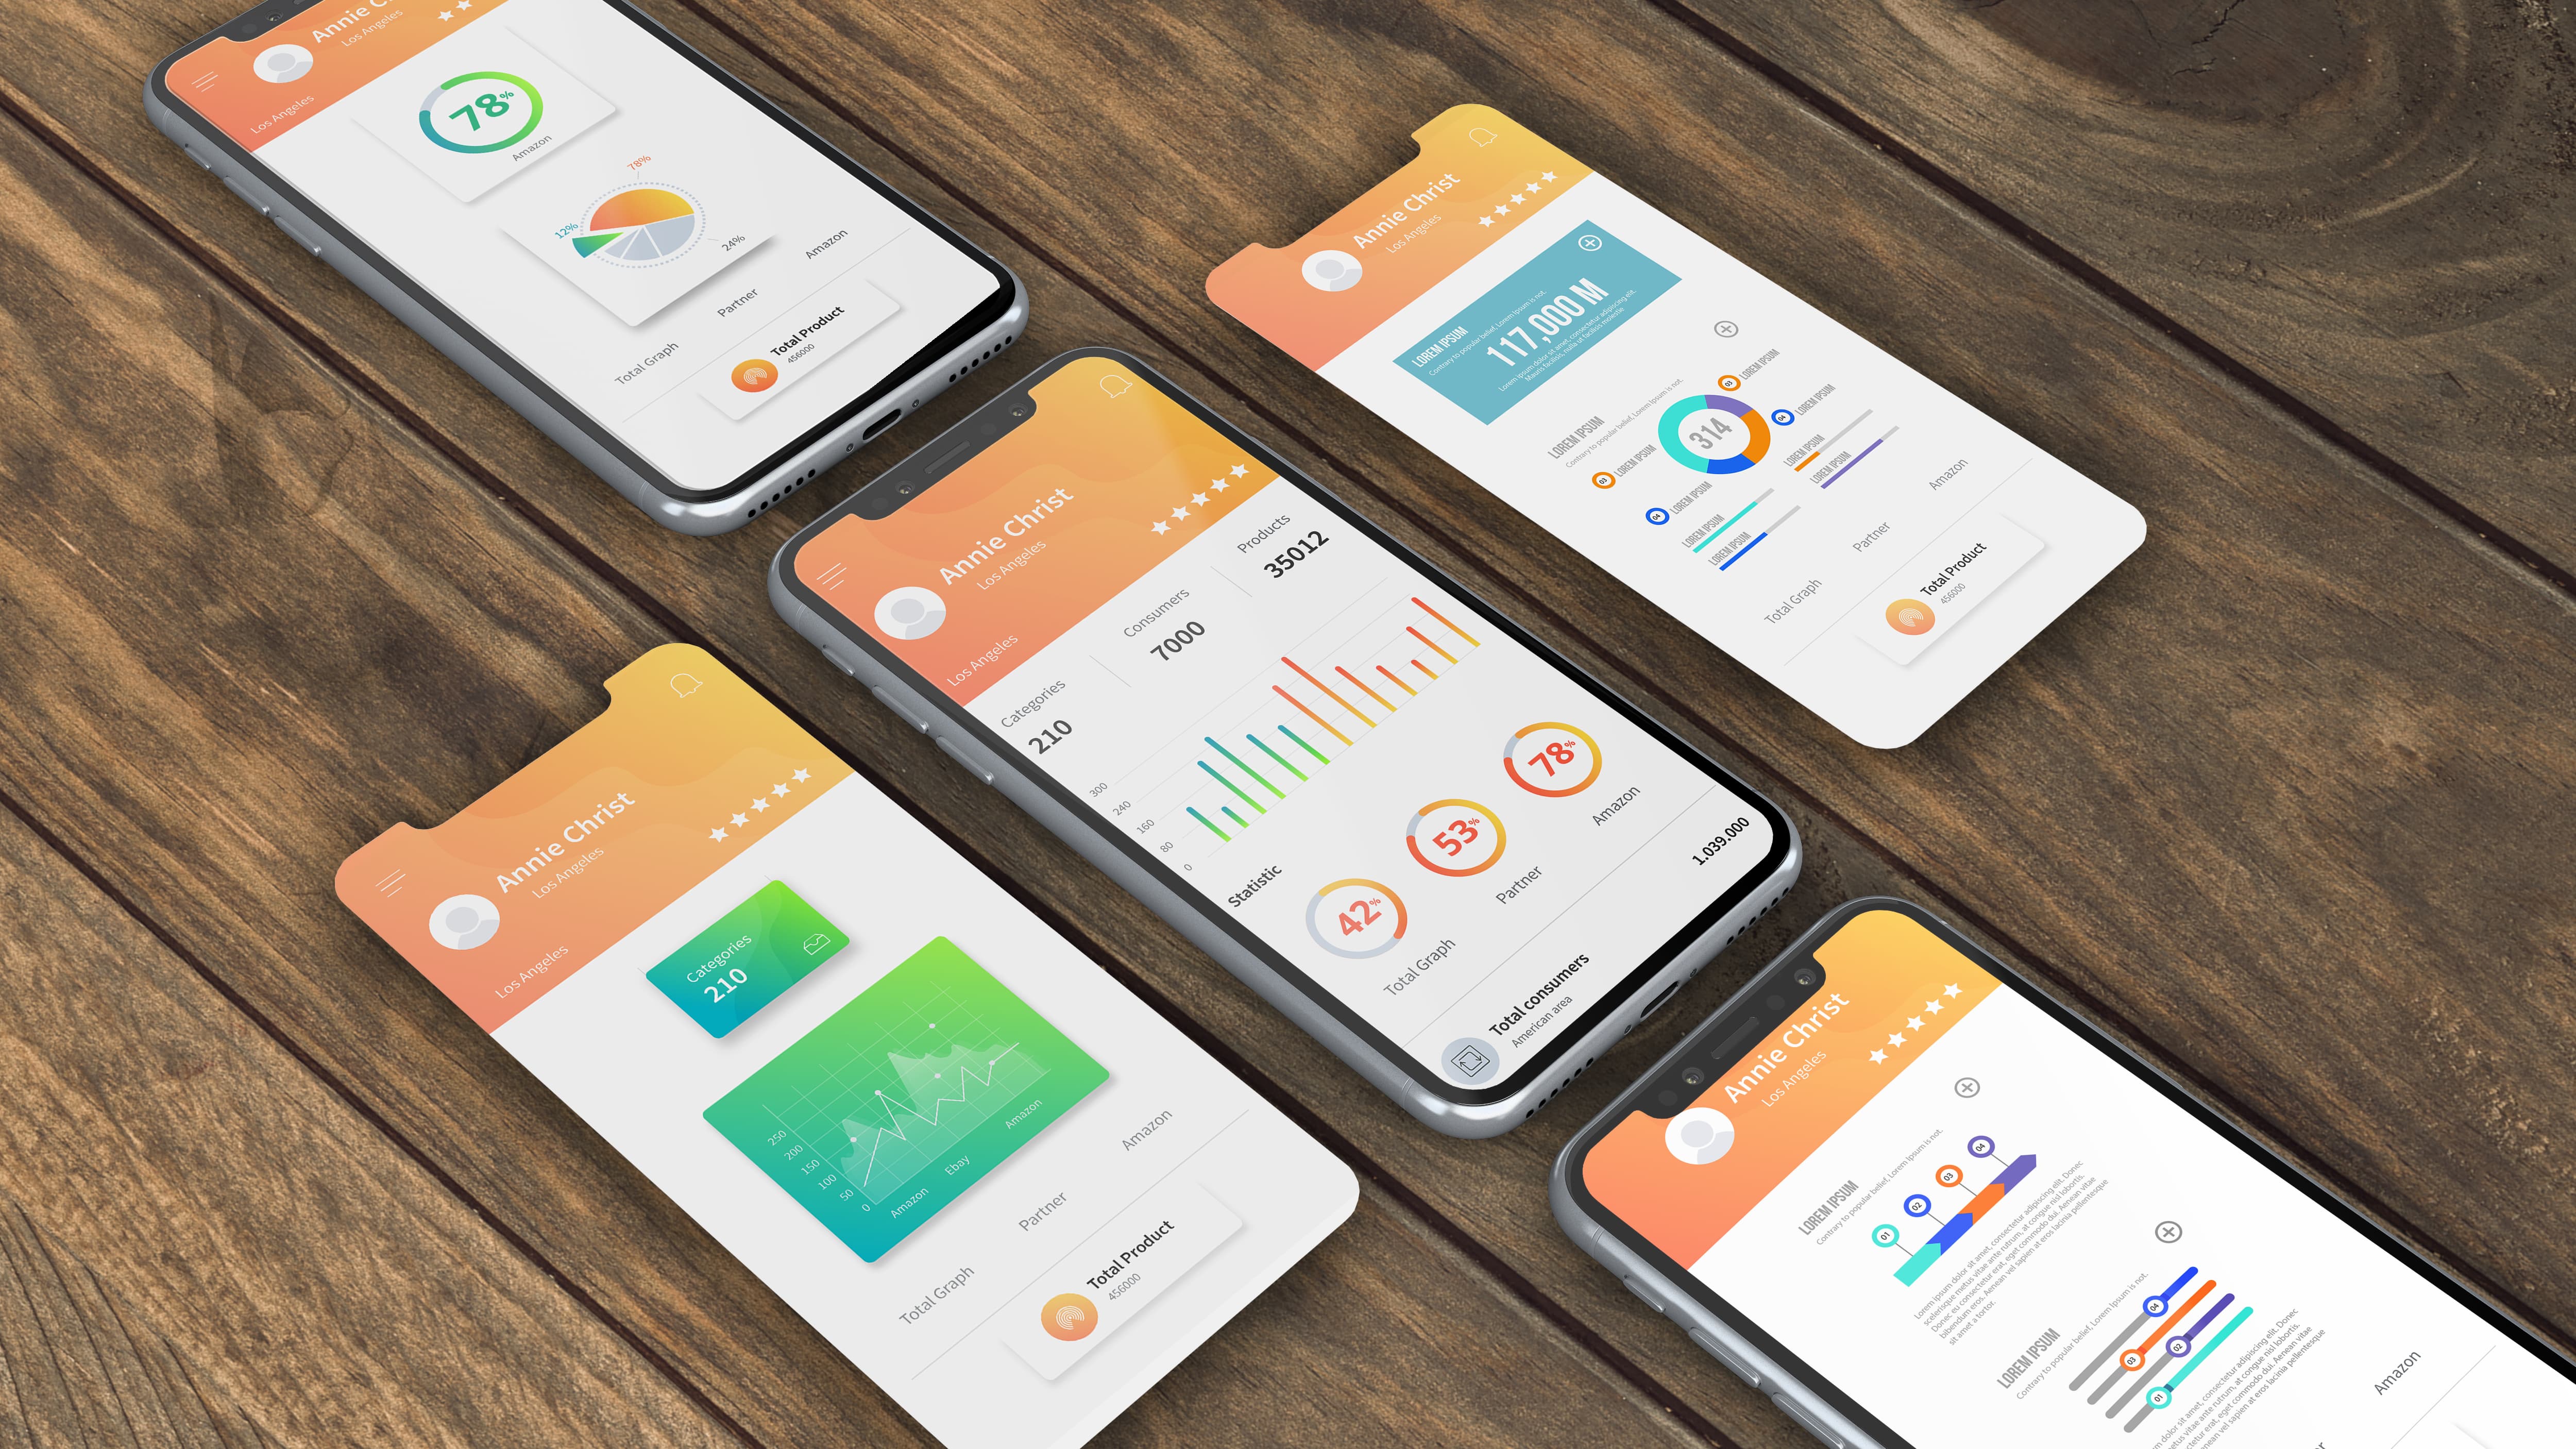 Annie C
Los Angeles
Los Angeles
78%
Amazon
78%
12%
24%
Total Graph
Partner
Amazon
Total Product
456000
Annie Christ
Los Angeles
LOREM IPSUM
Contrary to popular belief, Lorem Ipsum is not.
117,000 M
Lorem ipsum dolor sit amet, consectetur adipiscing elit.
Mauris facilisis, nulla ut facilisis molestie
LOREM IPSUM
Contrary to popular belief, Lorem Ipsum is not.
03 LOREM IPSUM
04 LOREM IPSUM
314
03 LOREM IPSUM
04 LOREM IPSUM
LOREM IPSUM
LOREM IPSUM
LOREM IPSUM
LOREM IPSUM
Total Graph
Partner
Amazon
Total Product
456000
Annie Christ
Los Angeles
Los Angeles
Categories
210
Consumers
7000
Products
35012
300
240
160
80
0
Statistic
42%
Total Graph
53%
Partner
78%
Amazon
Total consumers
American area
1.039.000
Annie Christ
Los Angeles
Los Angeles
Categories
210
250
200
150
100
50
0
Amazon
Ebay
Amazon
Total Graph
Partner
Amazon
Total Product
456000
Annie Christ
Los Angeles
LOREM IPSUM
Contrary to popular belief, Lorem Ipsum is not.
01
02
03
04
Lorem ipsum dolor sit amet, consectetur adipiscing elit. Donec
scelerisque metus vitae ante rutrum, at congue nisl lobortis.
Donec eu consectetur erat, eget commodo dui. Aenean vitae
bibendum eros. Aenean vel sapien at eros lacinia pellentesque
sit amet a tortor.
LOREM IPSUM
Contrary to popular belief, Lorem Ipsum is not.
04
03
02
01
dolor sit amet, consectetur adipiscing elit. Donec
metus vitae ante rutrum, at congue nisl lobortis.
erat, eget commodo dui. Aenean vitae
Aenean vel sapien at eros lacinia pellentesque
Amazon